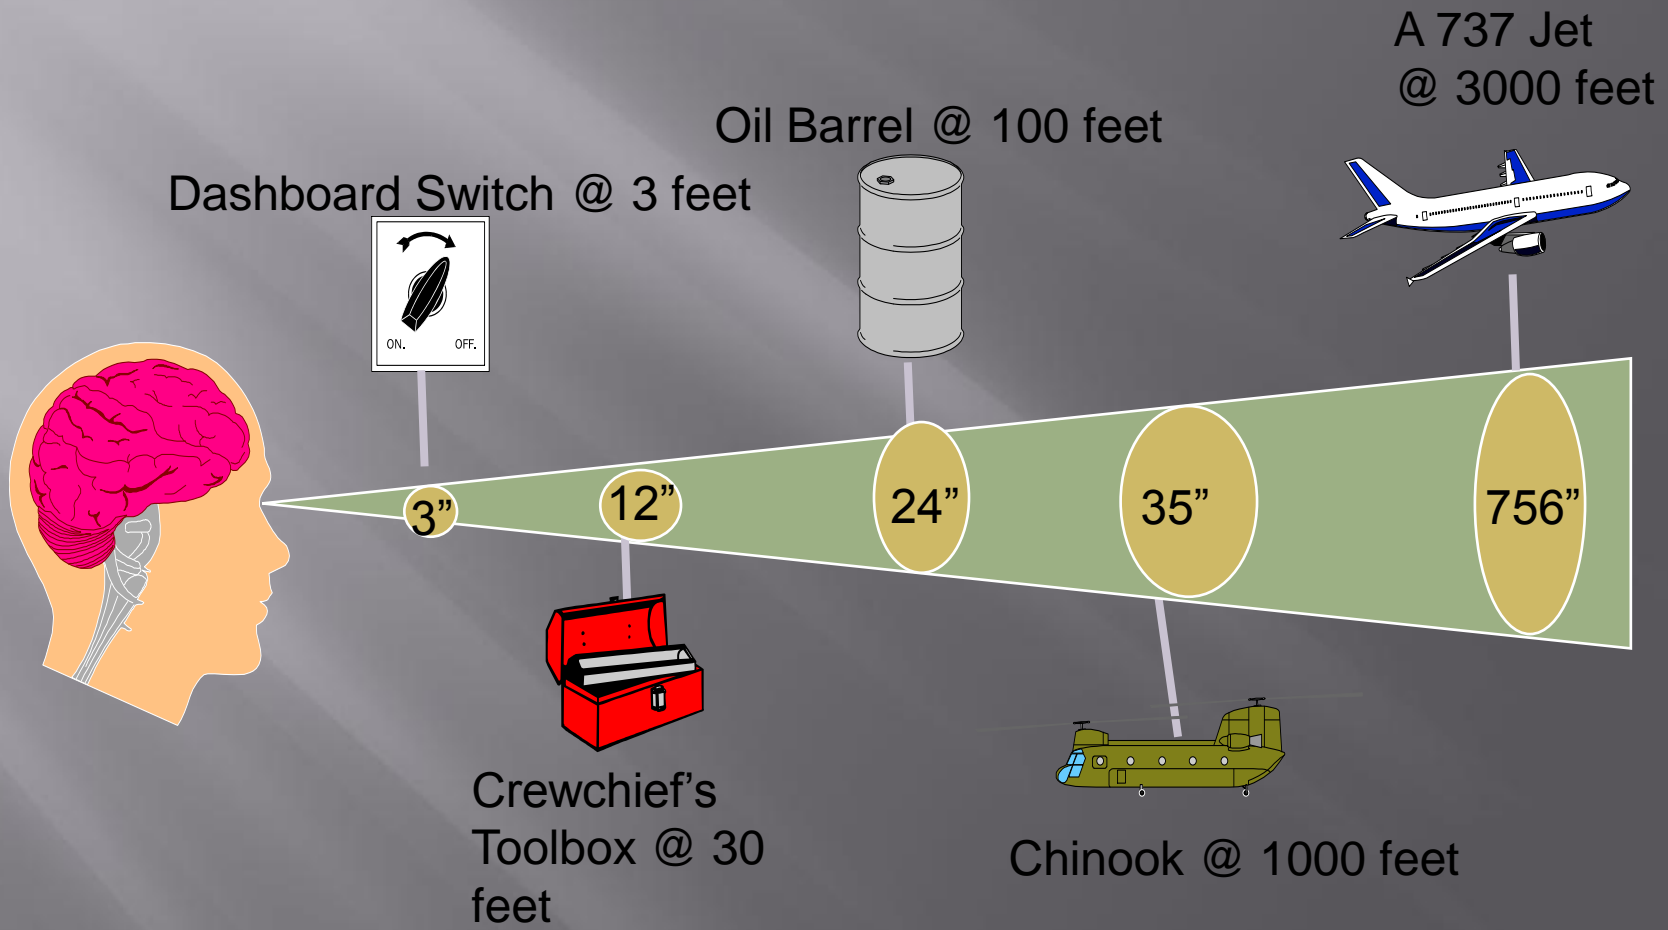 A 737 Jet
@ 3000 feet
Oil Barrel @ 100 feet
Dashboard Switch @ 3 feet
ON. OFF.
3”
12”
24”
35”
756”
Crewchief’s
Toolbox @ 30
feet
Chinook @ 1000 feet